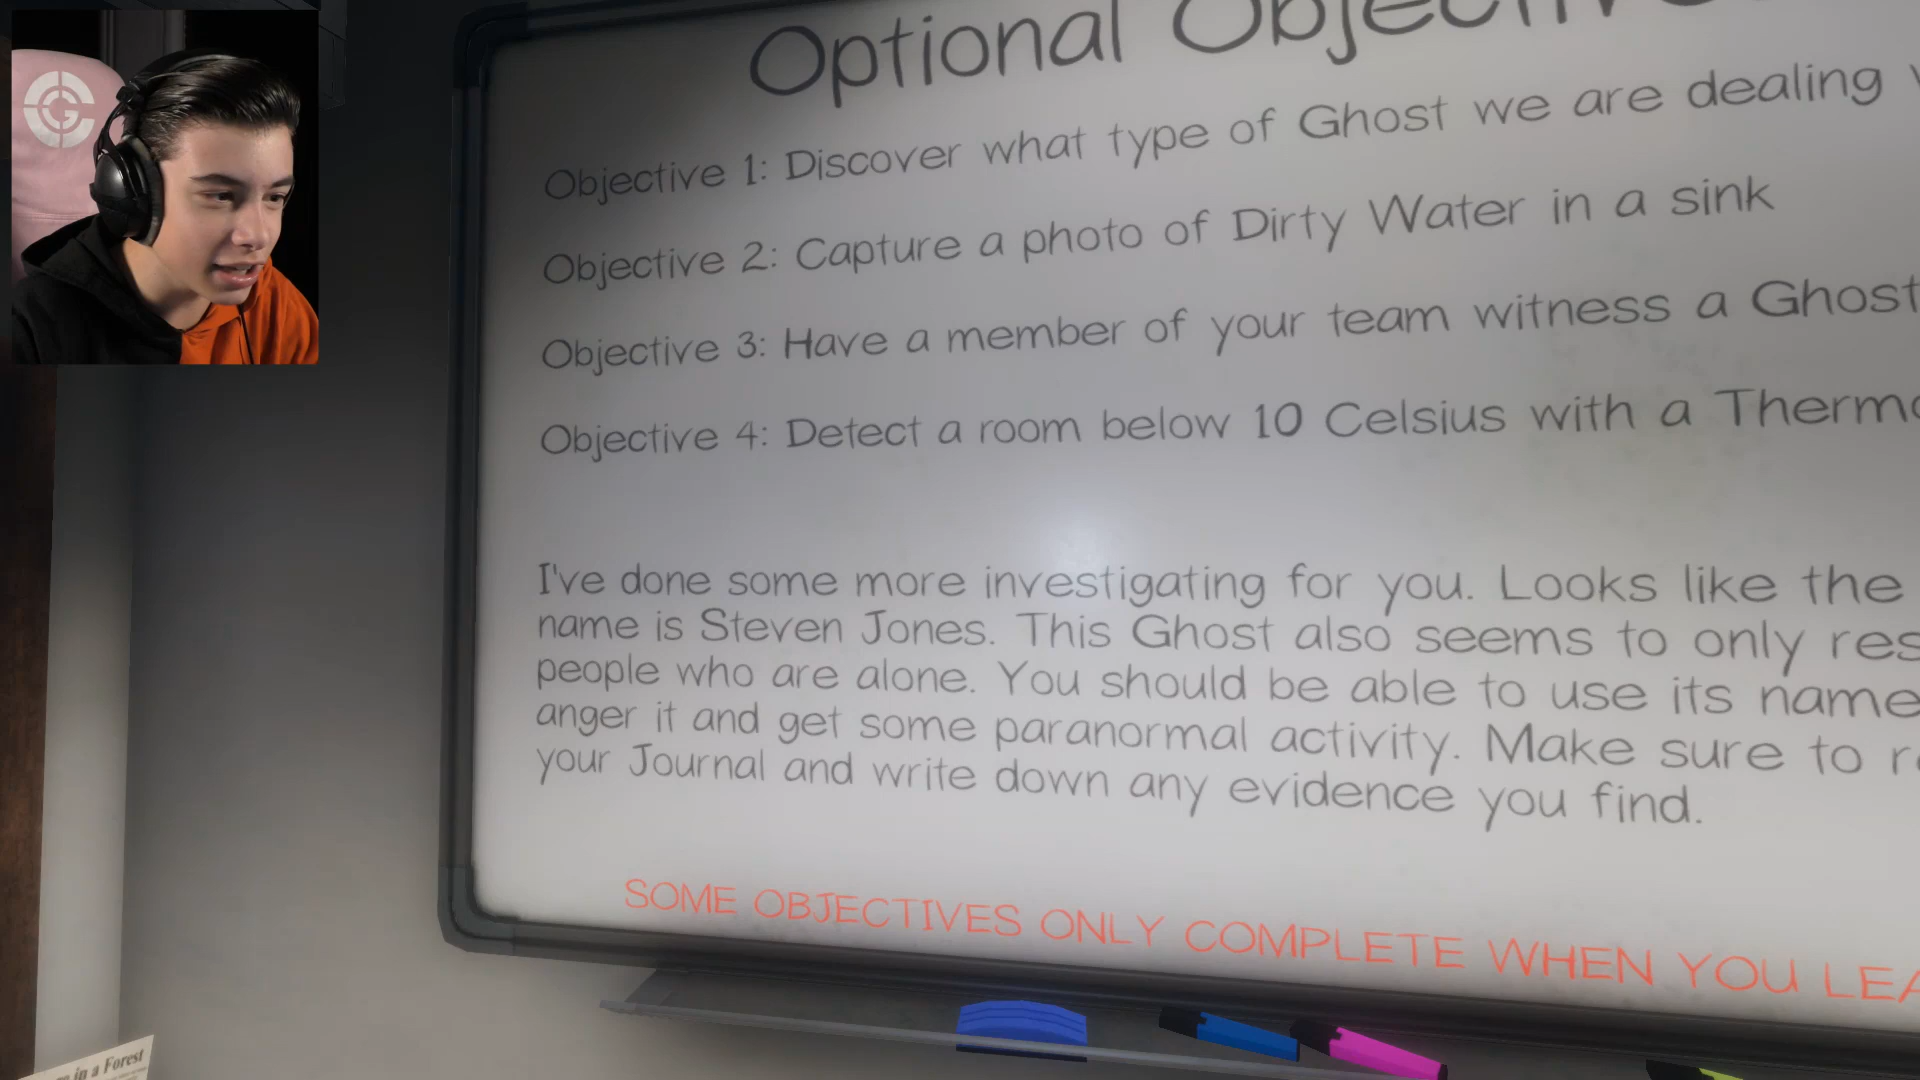 Optional
Objective 1: Discover what type of Ghost we are dealing
Objective 2: Capture a photo of Dirty Water in a sink
Objective 3: Have a member of your team witness a Ghost
Objective 4: Detect a room below 10 Celsius with a
I've done some more investigating for you. Looks like the
name is Steven Jones. This Ghost also seems to only
people who are alone. You should be able to use its name
anger it and get some paranormal activity. Make sure to
your Journal and write down any evidence you find.
SOME OBJECTIVES ONLY COMPLETE WHEN YOU
in a Forest